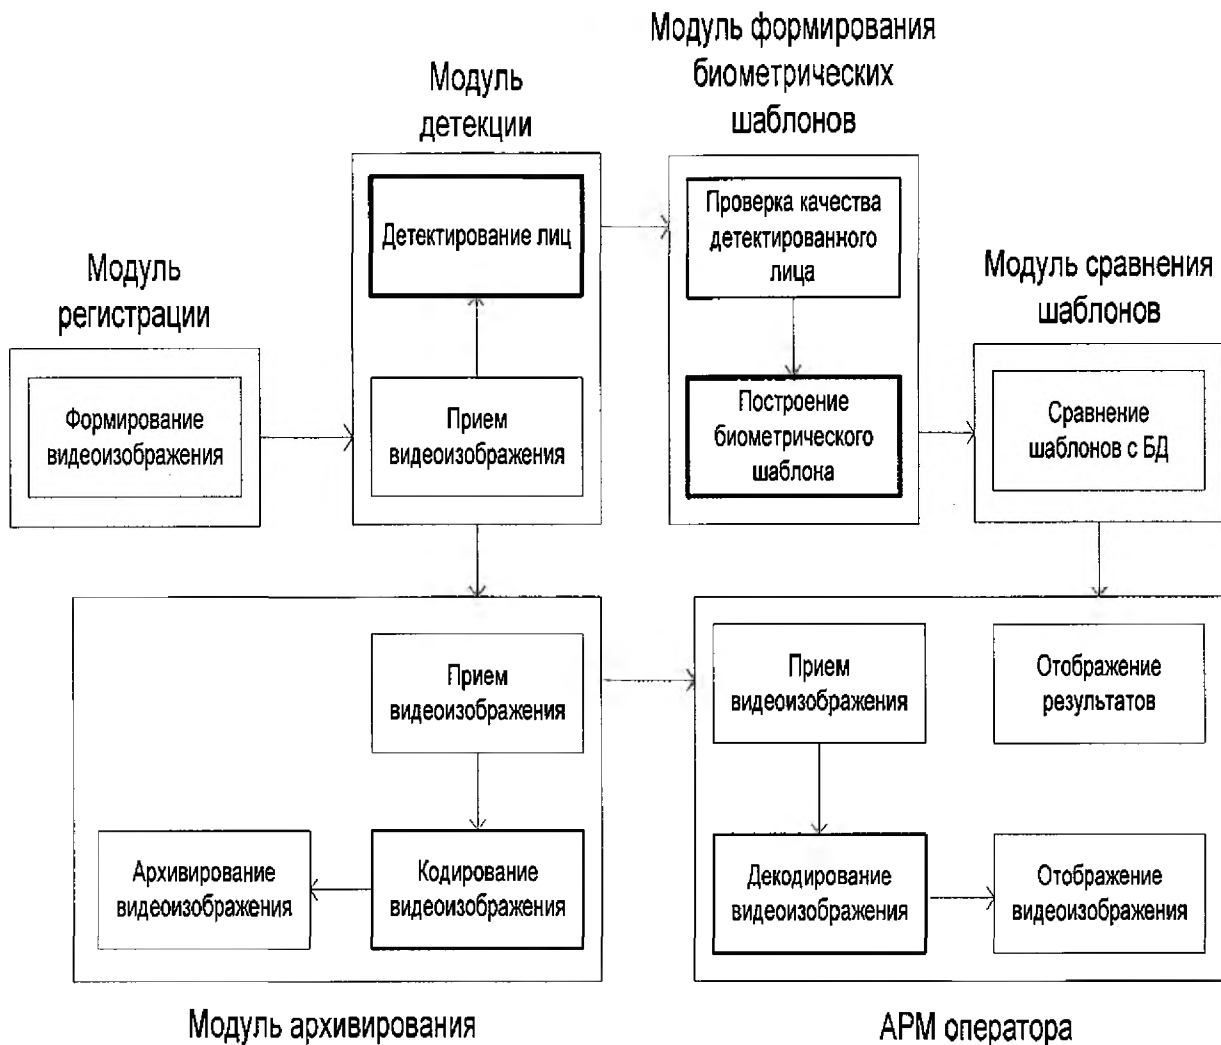 Модуль формирования
биометрических
шаблонов
Модуль
детекции
Модуль сравнения
шаблонов
Модуль
регистрации
Детектирование лиц
Проверка качества
детектированного
лица
Формирование
видеоизображения
Прием
видеоизображения
Построение
биометрического
шаблона
Сравнение
шаблонов с БД
Прием
видеоизображения
Прием
видеоизображения
Отображение
результатов
Архивирование
видеоизображения
Кодирование
видеоизображения
Декодирование
видеоизображения
Отображение
видеоизображения
Модуль архивирования
АРМ оператора